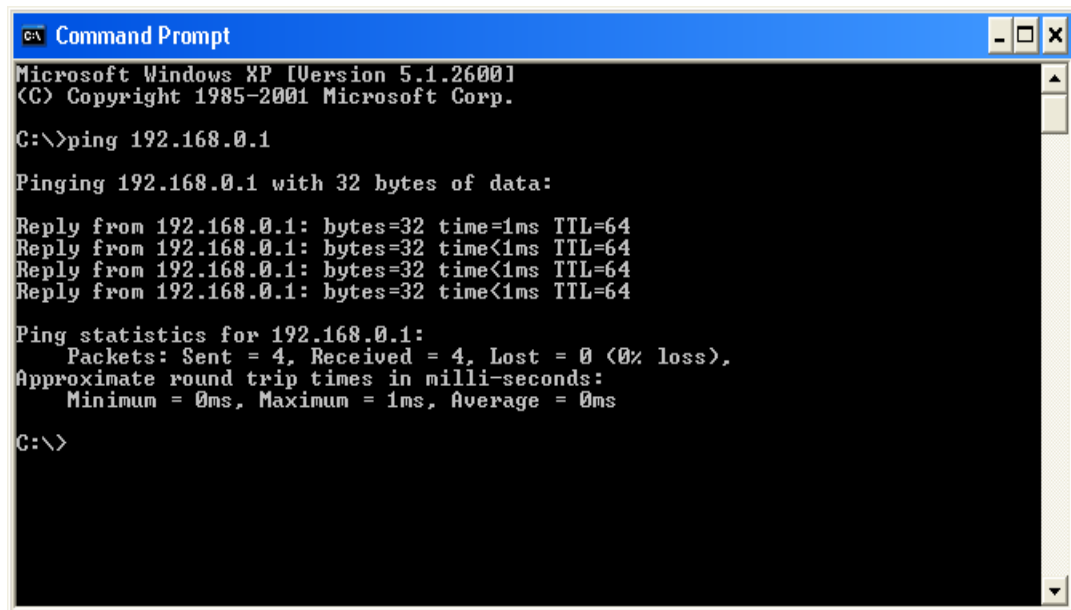 Command Prompt
Microsoft Windows XP [Version 5.1.2600]
(C) Copyright 1985-2001 Microsoft Corp.
C:\>ping 192.168.0.1
Pinging 192.168.0.1 with 32 bytes of data:
Reply from 192.168.0.1: bytes=32 time=1ms TTL=64
Reply from 192.168.0.1: bytes=32 time<1ms TTL=64
Reply from 192.168.0.1: bytes=32 time<1ms TTL=64
Reply from 192.168.0.1: bytes=32 time<1ms TTL=64
Ping statistics for 192.168.0.1:
    Packets: Sent = 4, Received = 4, Lost = 0 (0% loss),
Approximate round trip times in milli-seconds:
    Minimum = 0ms, Maximum = 1ms, Average = 0ms
C:\>